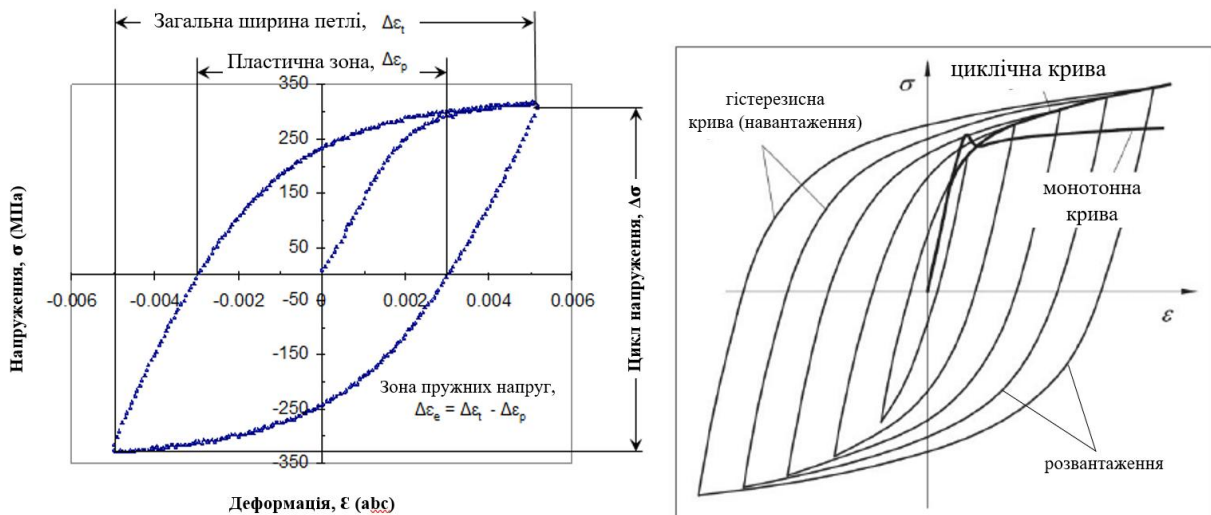 Загальна ширина петлі, Δεt
Пластична зона, Δεp
350
250
150
50
-50
-150
-250
-350
-0.006
-0.004
-0.002
0
0.002
0.004
0.006
Напруження, σ (МПа)
Цикл напруження, Δσ
Зона пружних напруг,
Δεe = Δεt - Δεp
Деформація, Ɛ (abc)
σ
циклічна крива
гістерезисна
крива (навантаження)
монотонна
крива
ε
розвантаження